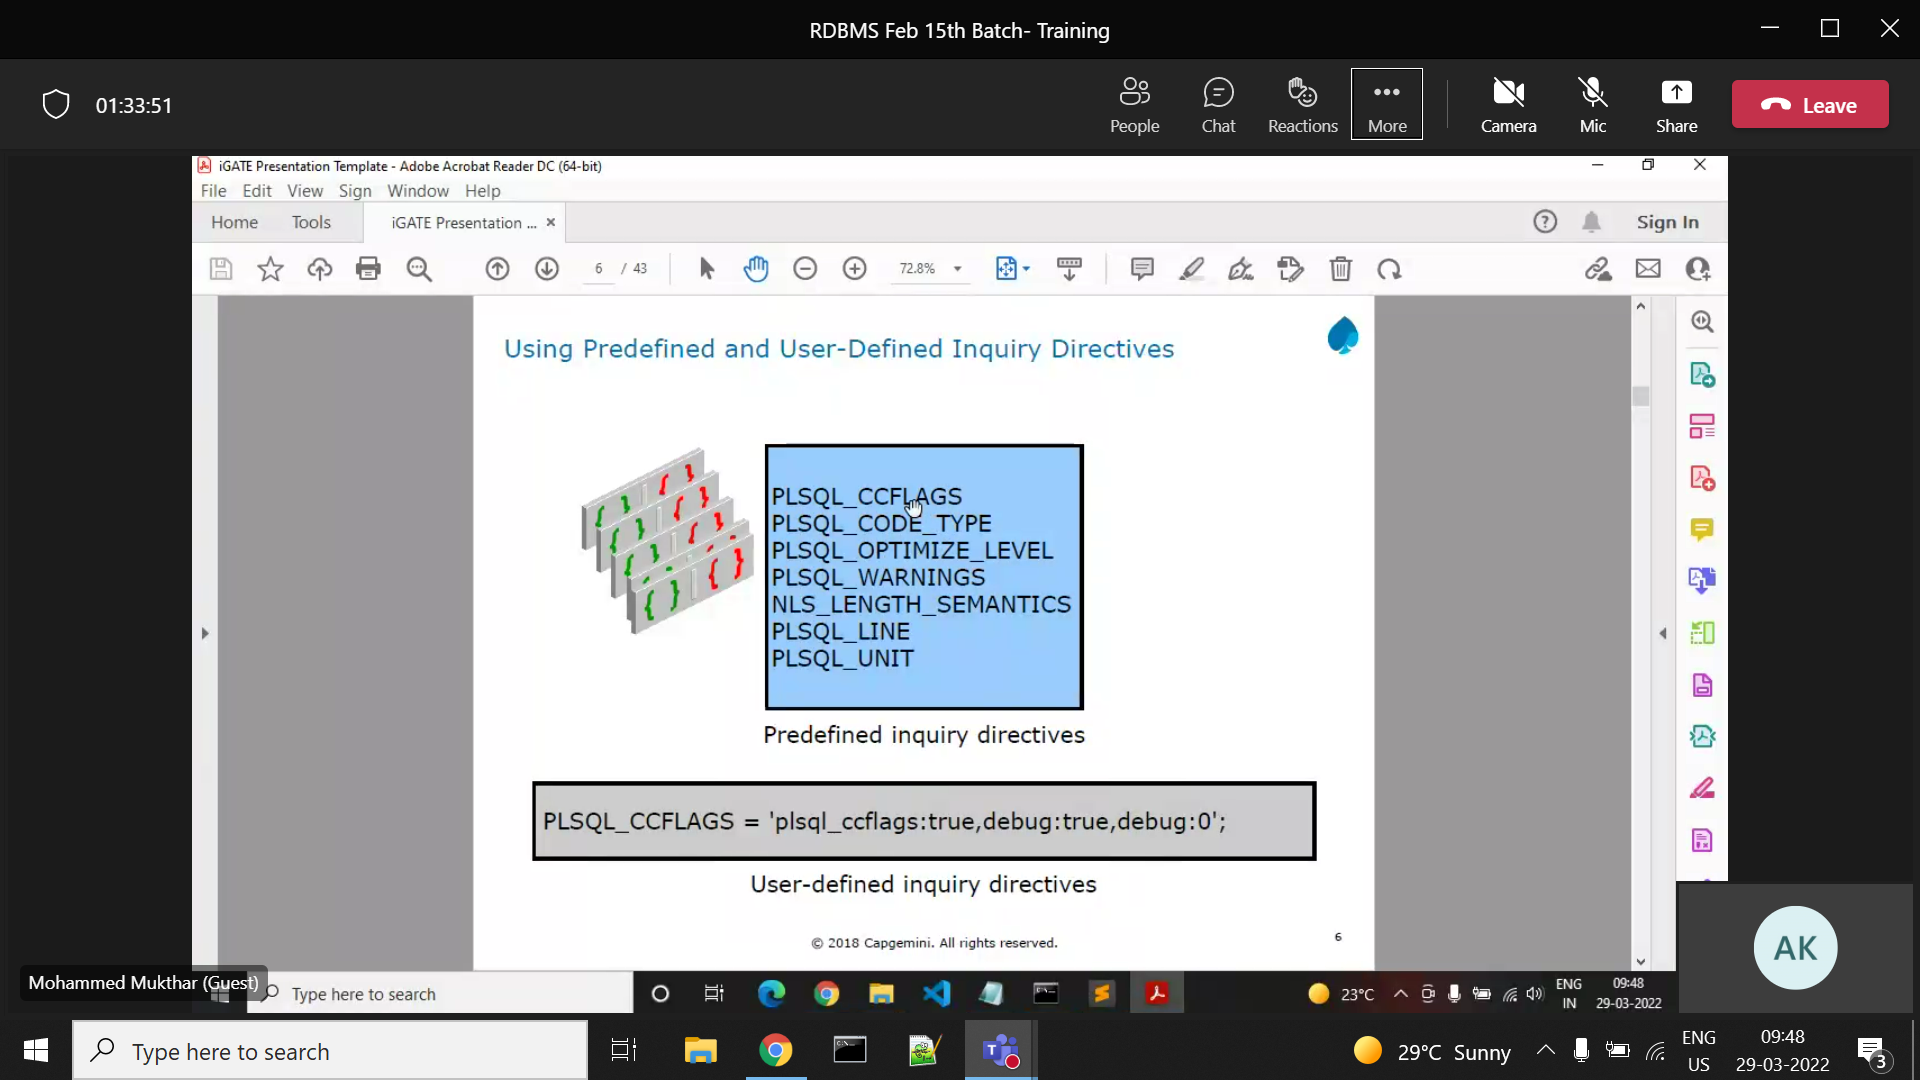 RDBMS Feb 15th Batch- Training
01:33:51
People
Chat
Reactions
More
Camera
Mic
Share
Leave
iGATE Presentation Template - Adobe Acrobat Reader DC (64-bit)
File Edit View Sign Window Help
Home Tools iGATE Presentation ... ×
Sign In
6 / 43
72.8%
Using Predefined and User-Defined Inquiry Directives
PLSQL_CCFLAGS
PLSQL_CODE_TYPE
PLSQL_OPTIMIZE_LEVEL
PLSQL_WARNINGS
NLS_LENGTH_SEMANTICS
PLSQL_LINE
PLSQL_UNIT
Predefined inquiry directives
PLSQL_CCFLAGS = 'plsql_ccflags:true,debug:true,debug:0';
User-defined inquiry directives
© 2018 Capgemini. All rights reserved.
6
AK
Mohammed Mukthar (Guest)
Type here to search
23°C
ENG
IN
09:48
29-03-2022
Type here to search
29°C Sunny
ENG
US
09:48
29-03-2022
3